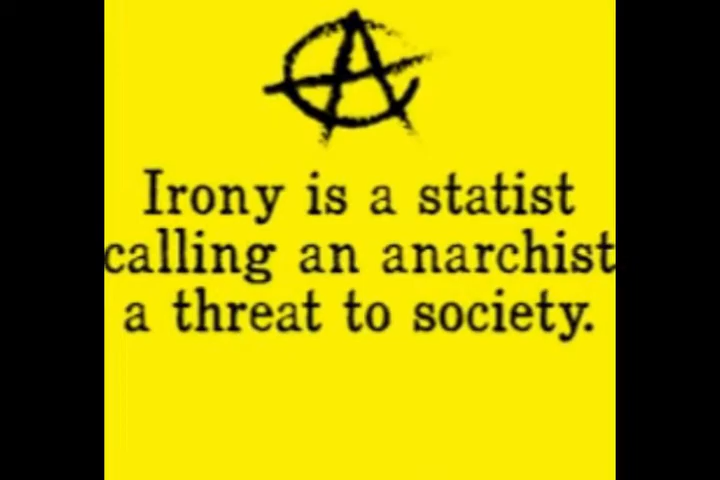 Irony is a statist
calling an anarchist
a threat to society.